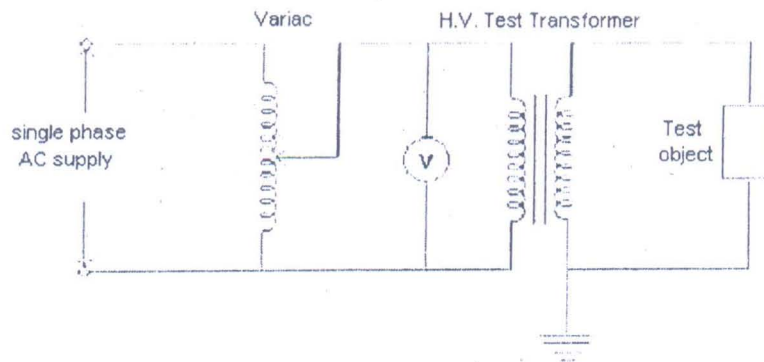 Variac
H.V. Test Transformer
single phase
AC supply
V
Test
object